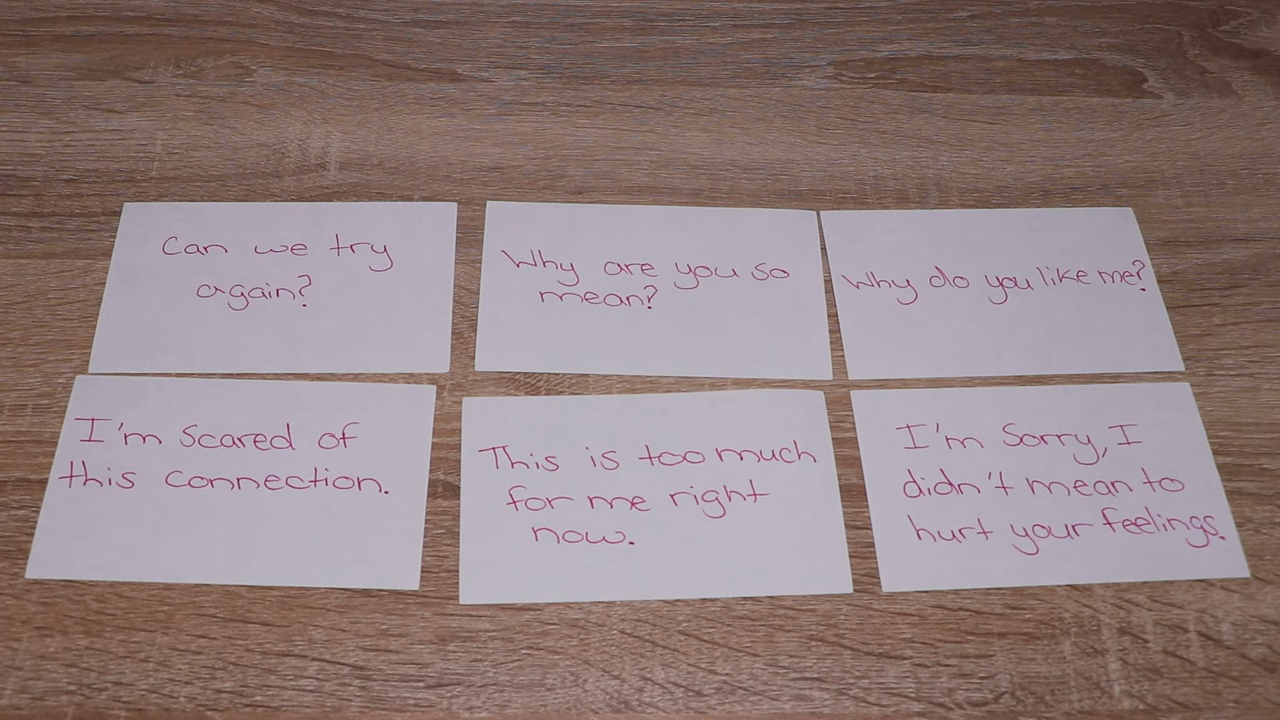 Can we try
again?
Why are you so
mean?
Why do you like me?
I'm scared of
this connection.
This is too much
for me right
now.
I'm Sorry, I
didn't mean to
hurt your feelings.